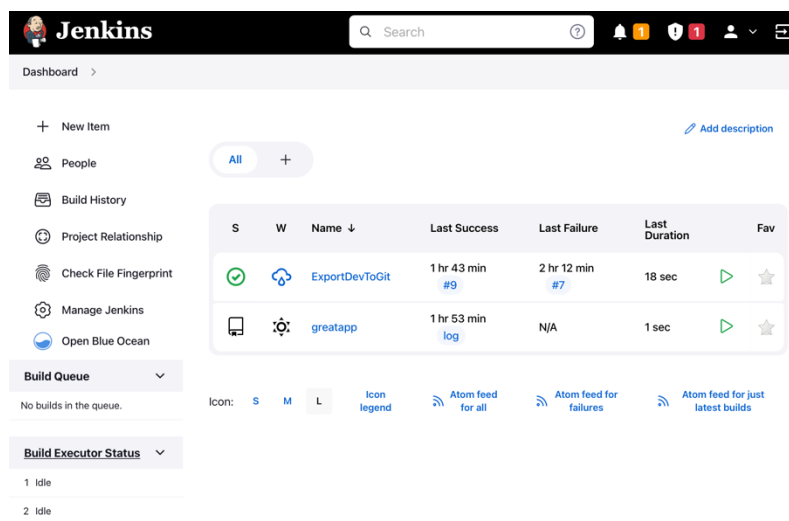 Jenkins
Search
1
1
Dashboard
New Item
People
Build History
Project Relationship
Check File Fingerprint
Manage Jenkins
Open Blue Ocean
Build Queue
No builds in the queue.
Build Executor Status
1 Idle
2 Idle
Add description
All +
S W Name ↓ Last Success Last Failure Last Duration Fav
ExportDevToGit 1 hr 43 min #9 2 hr 12 min #7 18 sec
greatapp 1 hr 53 min log N/A 1 sec
Icon: S M L Icon legend Atom feed for all Atom feed for failures Atom feed for just latest builds